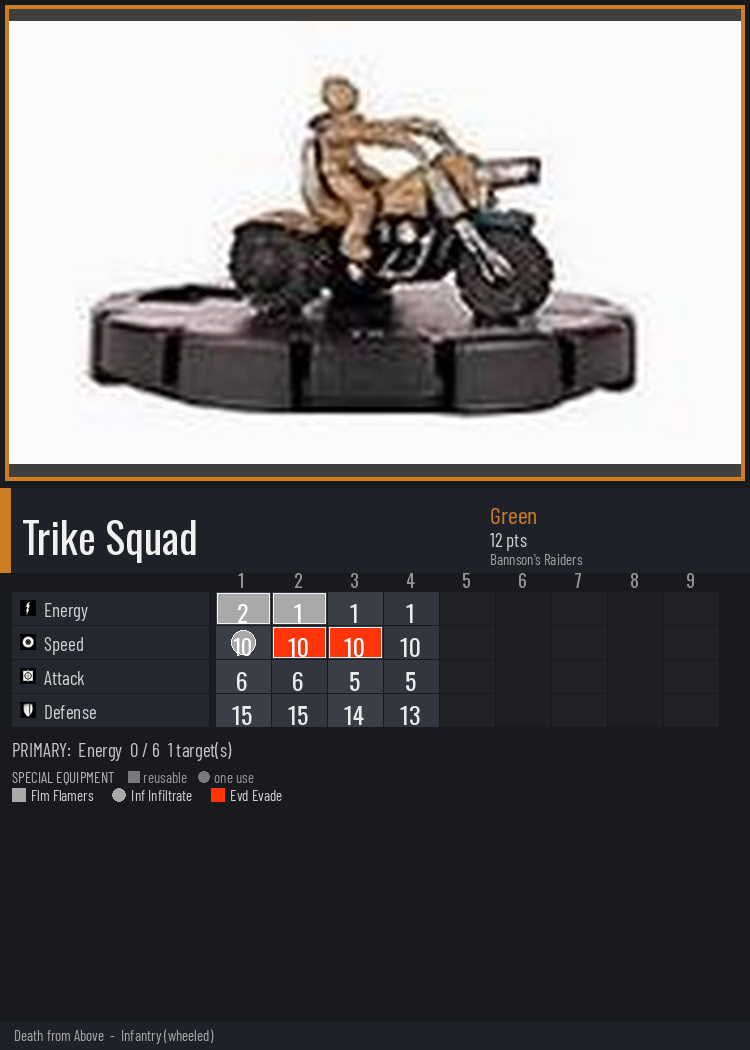 Trike Squad
Green
12 pts
Bannson's Raiders
1 2 3 4 5 6 7 8 9
Energy 2 1 1 1
Speed 10 10 10 10
Attack 6 6 5 5
Defense 15 15 14 13
PRIMARY: Energy 0 / 6 1 target(s)
SPECIAL EQUIPMENT reusable one use
Flm Flamers Inf Infiltrate Evd Evade
Death from Above - Infantry (wheeled)